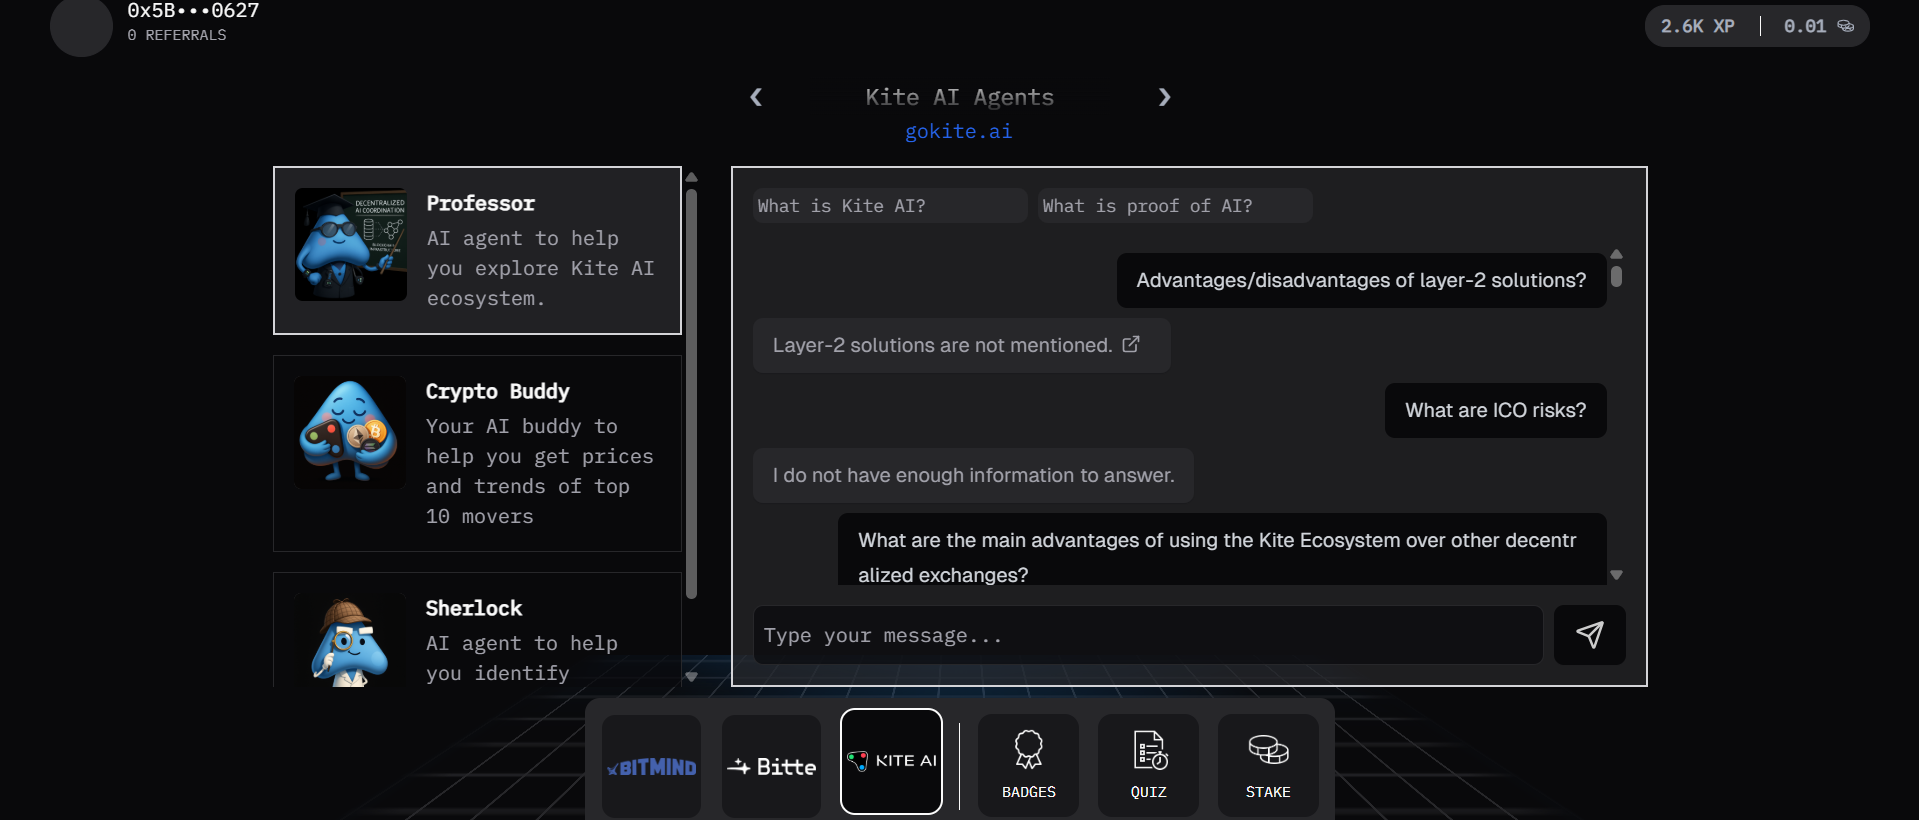 0x5B•••0627
0 REFERRALS
2.6K XP | 0.01
Kite AI Agents
gokite.ai
DECENTRALIZED
AI COORDINATION
Professor
AI agent to help
you explore Kite AI
ecosystem.
Crypto Buddy
Your AI buddy to
help you get prices
and trends of top
10 movers
Sherlock
AI agent to help
you identify
What is Kite AI?
What is proof of AI?
Advantages/disadvantages of layer-2 solutions?
Layer-2 solutions are not mentioned.
What are ICO risks?
I do not have enough information to answer.
What are the main advantages of using the Kite Ecosystem over other decentr
alized exchanges?
Type your message...
BITMIND
Bitte
KITE AI
BADGES
QUIZ
STAKE